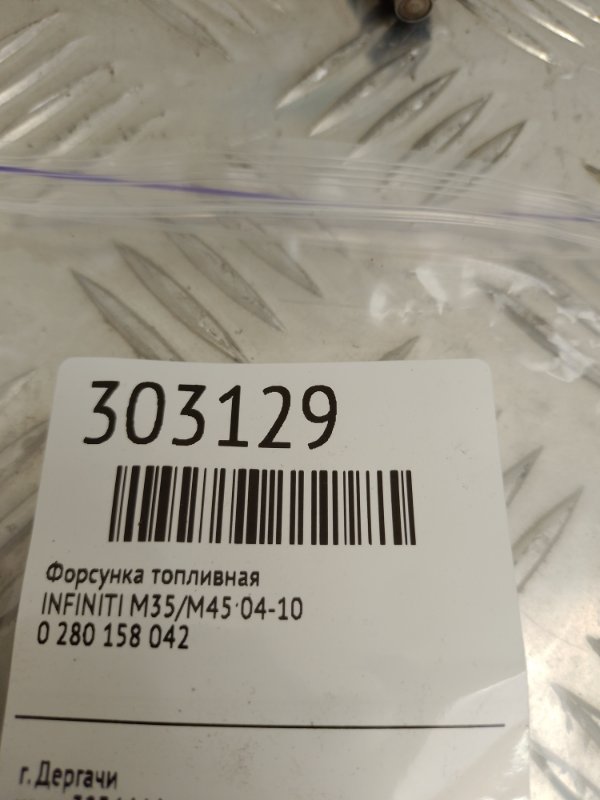 303129
Форсунка топливная
INFINITI M35/M45 04-10
0 280 158 042
г. Дергачи